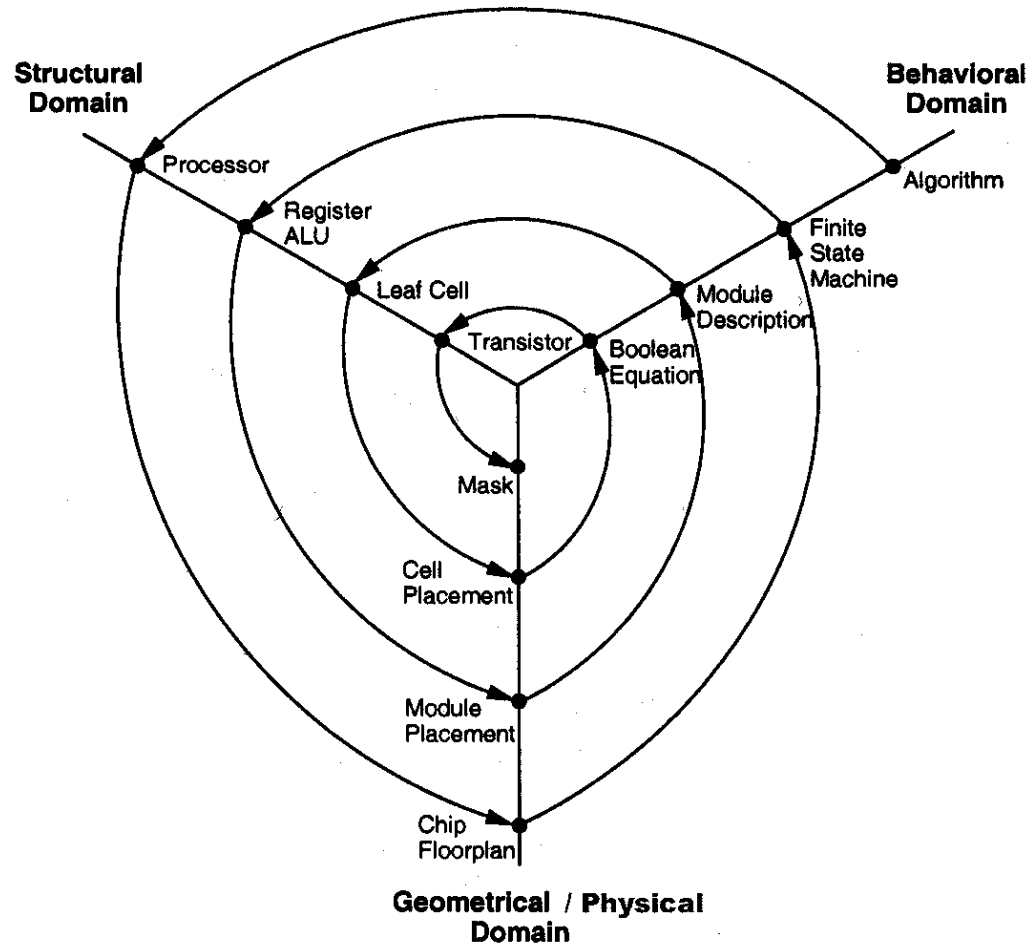 Structural
Domain
Behavioral
Domain
Processor
Algorithm
Register
ALU
Finite
State
Machine
Leaf Cell
Module
Description
Transistor
Boolean
Equation
Mask
Cell
Placement
Module
Placement
Chip
Floorplan
Geometrical / Physical
Domain